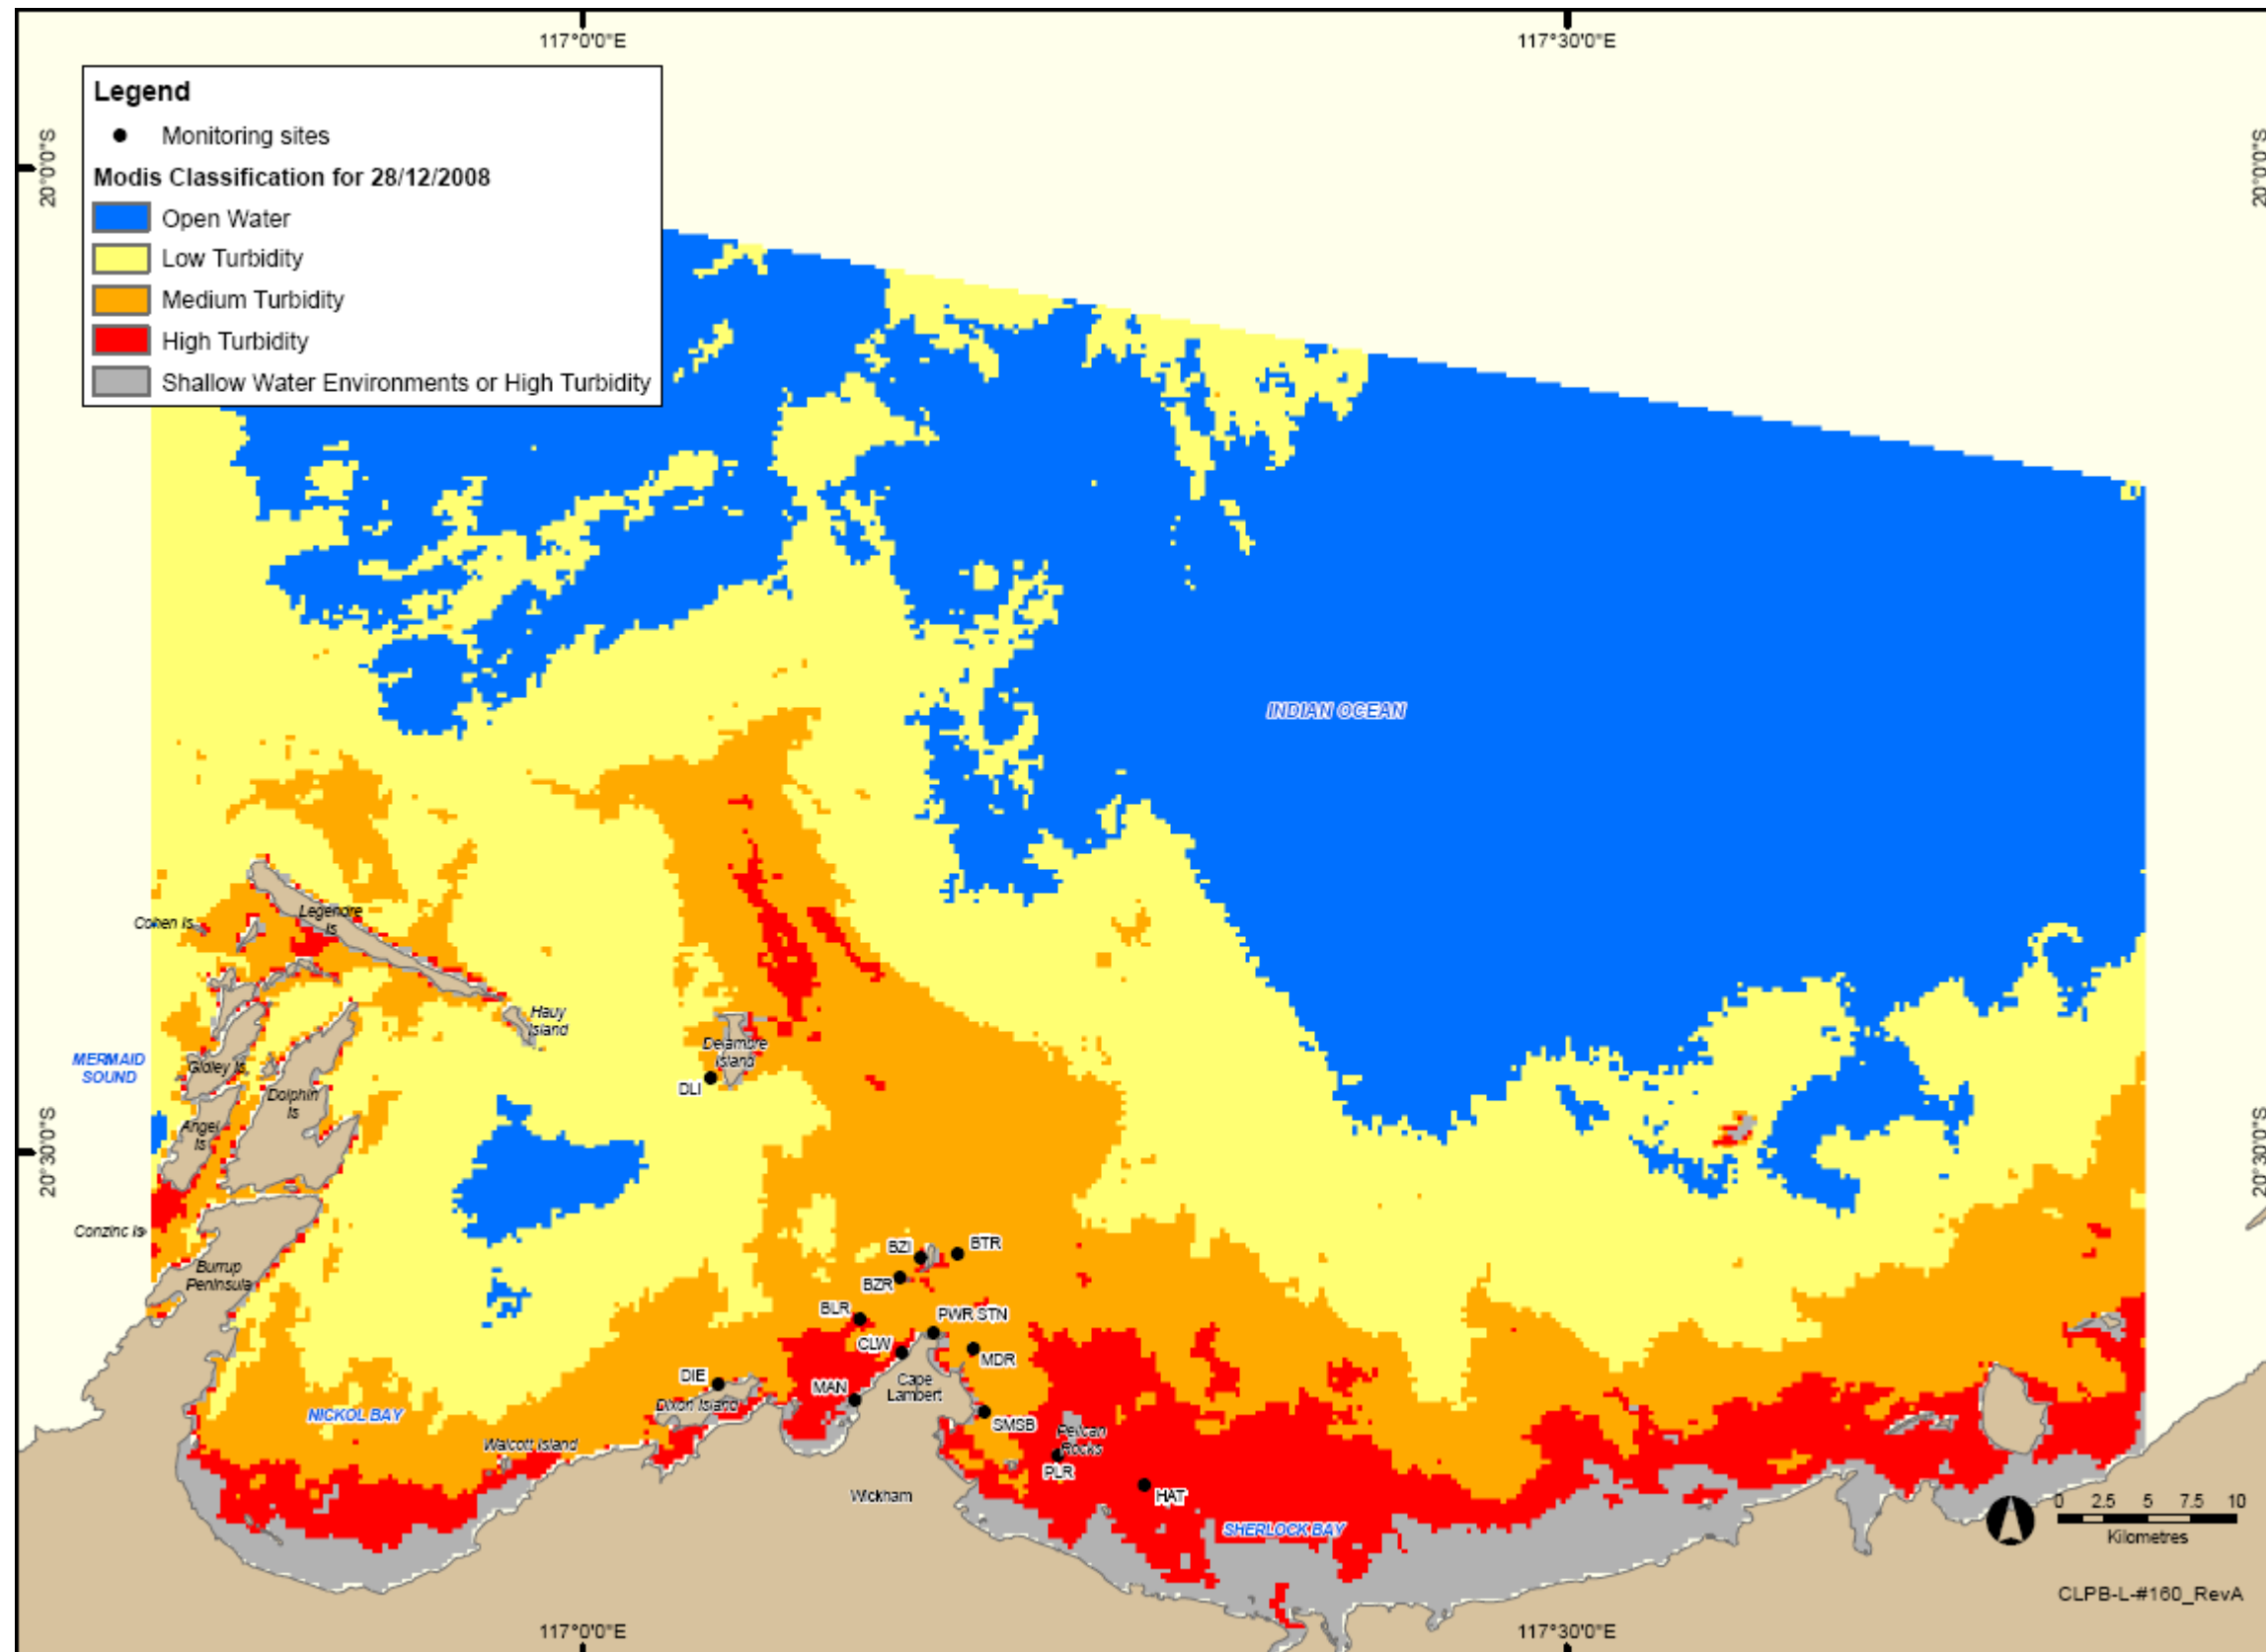 117°0'0"E
117°30'0"E
Legend
Monitoring sites
Modis Classification for 28/12/2008
Open Water
Low Turbidity
Medium Turbidity
High Turbidity
Shallow Water Environments or High Turbidity
20°0'0"S
20°0'0"S
INDIAN OCEAN
Cohen Is
Legendre
Is
Hauy
Island
Delambre
Island
MERMAID
SOUND
Gidley Is
DLI
Dolphin
Is
Angel
Is
20°30'0"S
20°30'0"S
Conzinc Is
BZI
BTR
Burrup
Peninsula
BZR
BLR
PWR STN
CLW
MDR
DIE
MAN
Cape
Lambert
Dixon Island
NICKOL BAY
SMSB
Pelican
Rocks
Walcott Island
PLR
Wickham
HAT
SHERLOCK BAY
0 2.5 5 7.5 10
Kilometres
CLPB-L-#160_RevA
117°0'0"E
117°30'0"E